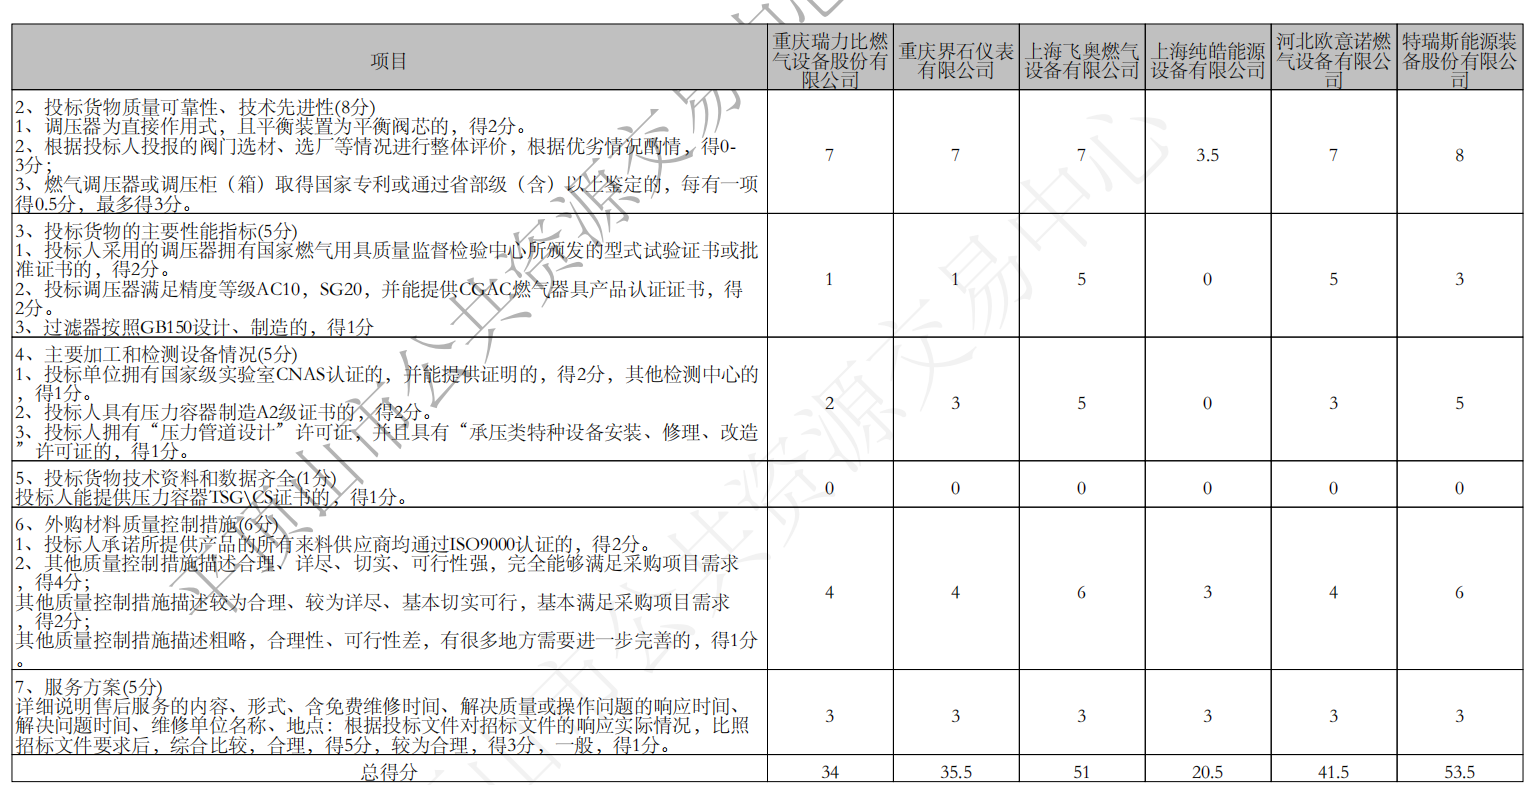 项目
重庆瑞力比燃
气设备股份有
限公司
重庆界石仪表
有限公司
上海飞奥燃气
设备有限公司
上海纯皓能源
设备有限公司
河北欧意诺燃
气设备有限公
司
特瑞斯能源装
备股份有限公
司
2、投标货物质量可靠性、技术先进性(8分)
1、调压器为直接作用式，且平衡装置为平衡阀芯的，得2分。
2、根据投标人投报的阀门选材、选厂等情况进行整体评价，根据优劣情况酌情，得0-
3分；
3、燃气调压器或调压柜（箱）取得国家专利或通过省部级（含）以上鉴定的，每有一项
得0.5分，最多得3分。
7 7 7 3.5 7 8
3、投标货物的主要性能指标(5分)
1、投标人采用的调压器拥有国家燃气用具质量监督检验中心所颁发的型式试验证书或批
准证书的，得2分。
2、投标调压器满足精度等级AC10，SG20，并能提供CGAC燃气器具产品认证证书，得
2分。
3、过滤器按照GB150设计、制造的，得1分
1 1 5 0 5 3
4、主要加工和检测设备情况(5分)
1、投标单位拥有国家级实验室CNAS认证的，并能提供证明的，得2分，其他检测中心的
，得1分。
2、投标人具有压力容器制造A2级证书的，得2分。
3、投标人拥有“压力管道设计”许可证，并且具有“承压类特种设备安装、修理、改造
”许可证的，得1分。
2 3 5 0 3 5
5、投标货物技术资料和数据齐全(1分)
投标人能提供压力容器TSG\CS证书的，得1分。
0 0 0 0 0 0
6、外购材料质量控制措施(6分)
1、投标人承诺所提供产品的所有来料供应商均通过ISO9000认证的，得2分。
2、其他质量控制措施描述合理、详尽、切实、可行性强，完全能够满足采购项目需求
，得4分；
其他质量控制措施描述较为合理、较为详尽、基本切实可行，基本满足采购项目需求
，得2分；
其他质量控制措施描述粗略，合理性、可行性差，有很多地方需要进一步完善的，得1分
。
4 4 6 3 4 6
7、服务方案(5分)
详细说明售后服务的内容、形式、含免费维修时间、解决质量或操作问题的响应时间、
解决问题时间、维修单位名称、地点：根据投标文件对招标文件的响应实际情况，比照
招标文件要求后，综合比较，合理，得5分，较为合理，得3分，一般，得1分。
3 3 3 3 3 3
总得分 34 35.5 51 20.5 41.5 53.5
平顶山市公共资源交易中心
市公共资源交易中心